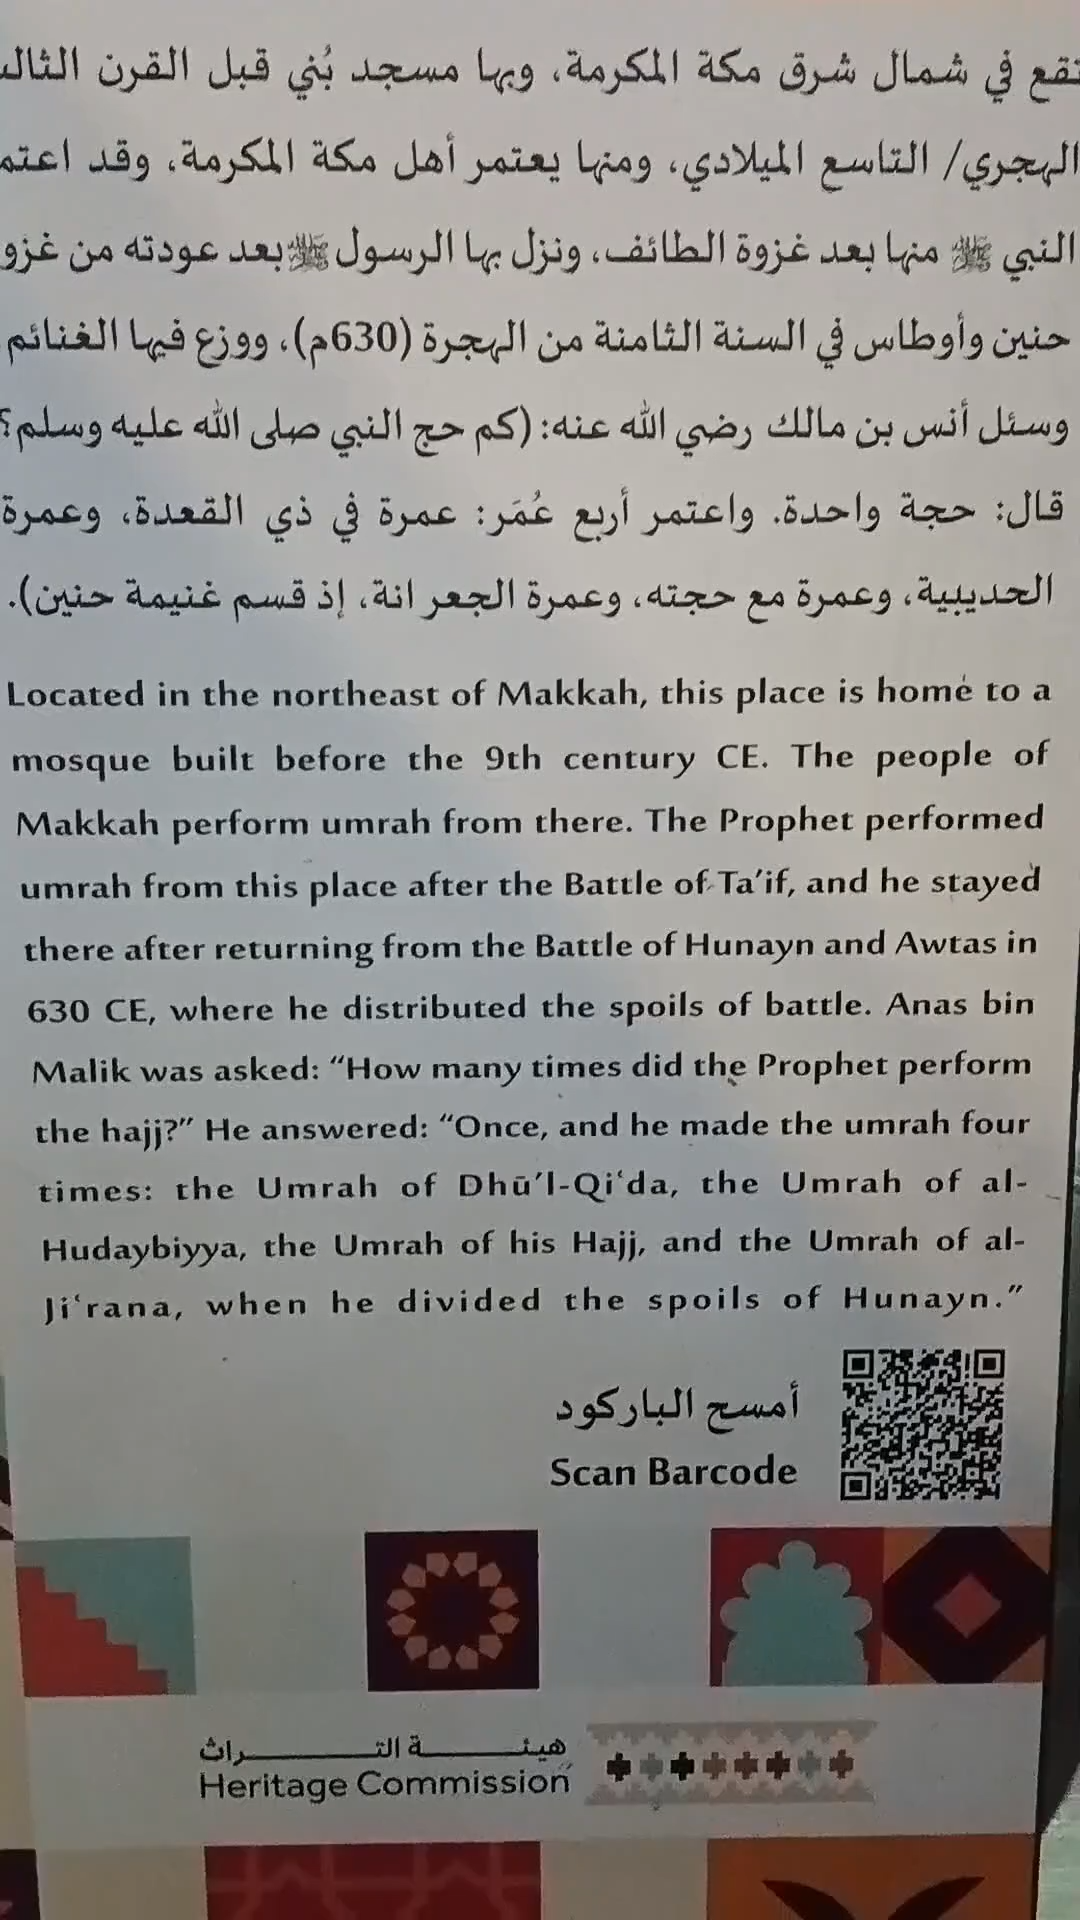 تقع في شمال شرق مكة المكرمة، وبها مسجد بُني قبل القرن
الهجري/ التاسع الميلادي، ومنها يعتمر أهل مكة المكرمة، وقد
النبي ﷺ منها بعد غزوة الطائف، ونزل بها الرسول ﷺ بعد عودته من
حنين وأوطاس في السنة الثامنة من الهجرة (630م)، ووزع فيها الغنائم
وسئل أنس بن مالك رضي الله عنه: (كم حج النبي صلى الله عليه وسلم؟
قال: حجة واحدة. واعتمر أربع عُمَر: عمرة في ذي القعدة، وعمرة
الحديبية، وعمرة مع حجته، وعمرة الجعرانة، إذ قسم غنيمة حنين).
Located in the northeast of Makkah, this place is home to a
mosque built before the 9th century CE. The people of
Makkah perform umrah from there. The Prophet performed
umrah from this place after the Battle of Ta’if, and he stayed
there after returning from the Battle of Hunayn and Awtas in
630 CE, where he distributed the spoils of battle. Anas bin
Malik was asked: “How many times did the Prophet perform
the hajj?” He answered: “Once, and he made the umrah four
times: the Umrah of Dhū’l-Qi‘da, the Umrah of al-
Hudaybiyya, the Umrah of his Hajj, and the Umrah of al-
Ji‘rana, when he divided the spoils of Hunayn.”
أمسح الباركود
Scan Barcode
هيئة التراث
Heritage Commission